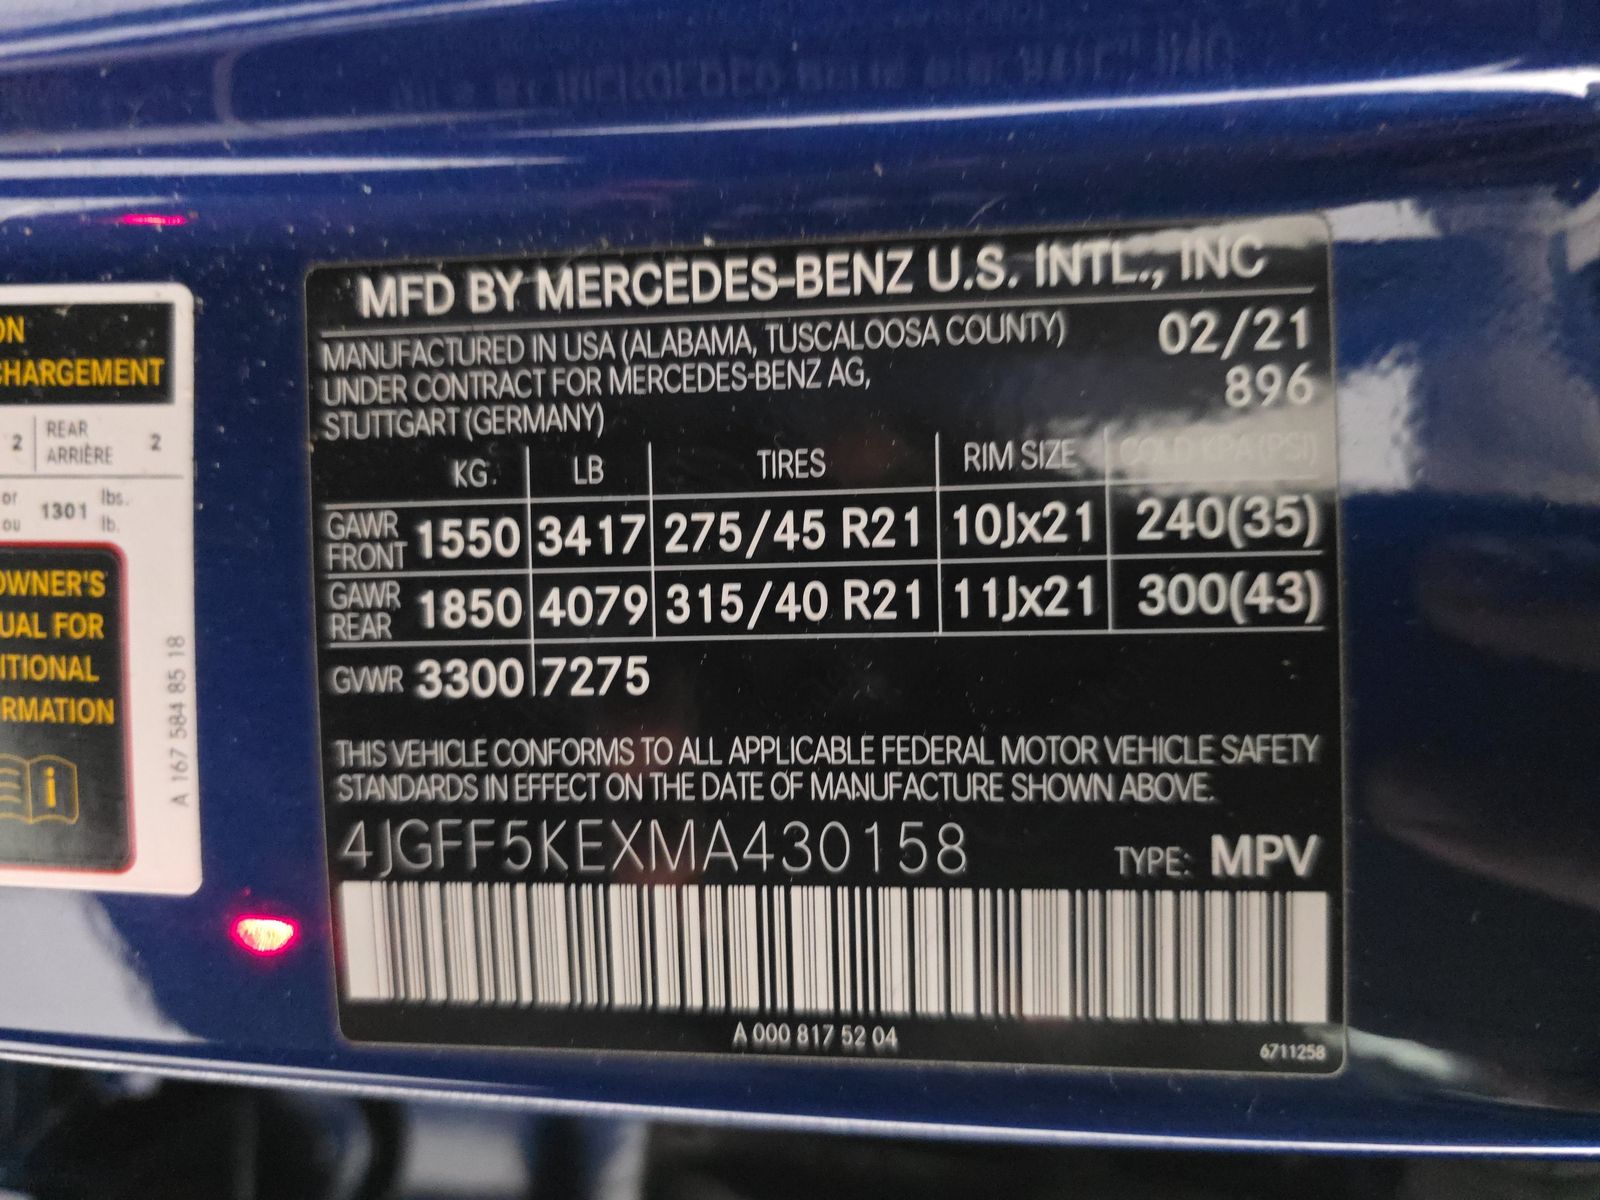 ON
CHARGEMENT
2 REAR ARRIÈRE 2
or ou 1301 lbs. lb.
OWNER'S
UAL FOR
ITIONAL
RMATION
i
A 167 584 85 18
MFD BY MERCEDES-BENZ U.S. INTL., INC
MANUFACTURED IN USA (ALABAMA, TUSCALOOSA COUNTY) 02/21
UNDER CONTRACT FOR MERCEDES-BENZ AG, 896
STUTTGART (GERMANY)
KG. LB TIRES RIM SIZE COLD KPA (PSI)
GAWR FRONT 1550 3417 275/45 R21 10Jx21 240(35)
GAWR REAR 1850 4079 315/40 R21 11Jx21 300(43)
GVWR 3300 7275
THIS VEHICLE CONFORMS TO ALL APPLICABLE FEDERAL MOTOR VEHICLE SAFETY
STANDARDS IN EFFECT ON THE DATE OF MANUFACTURE SHOWN ABOVE.
4JGFF5KEXMA430158 TYPE: MPV
A 000 817 52 04
6711258